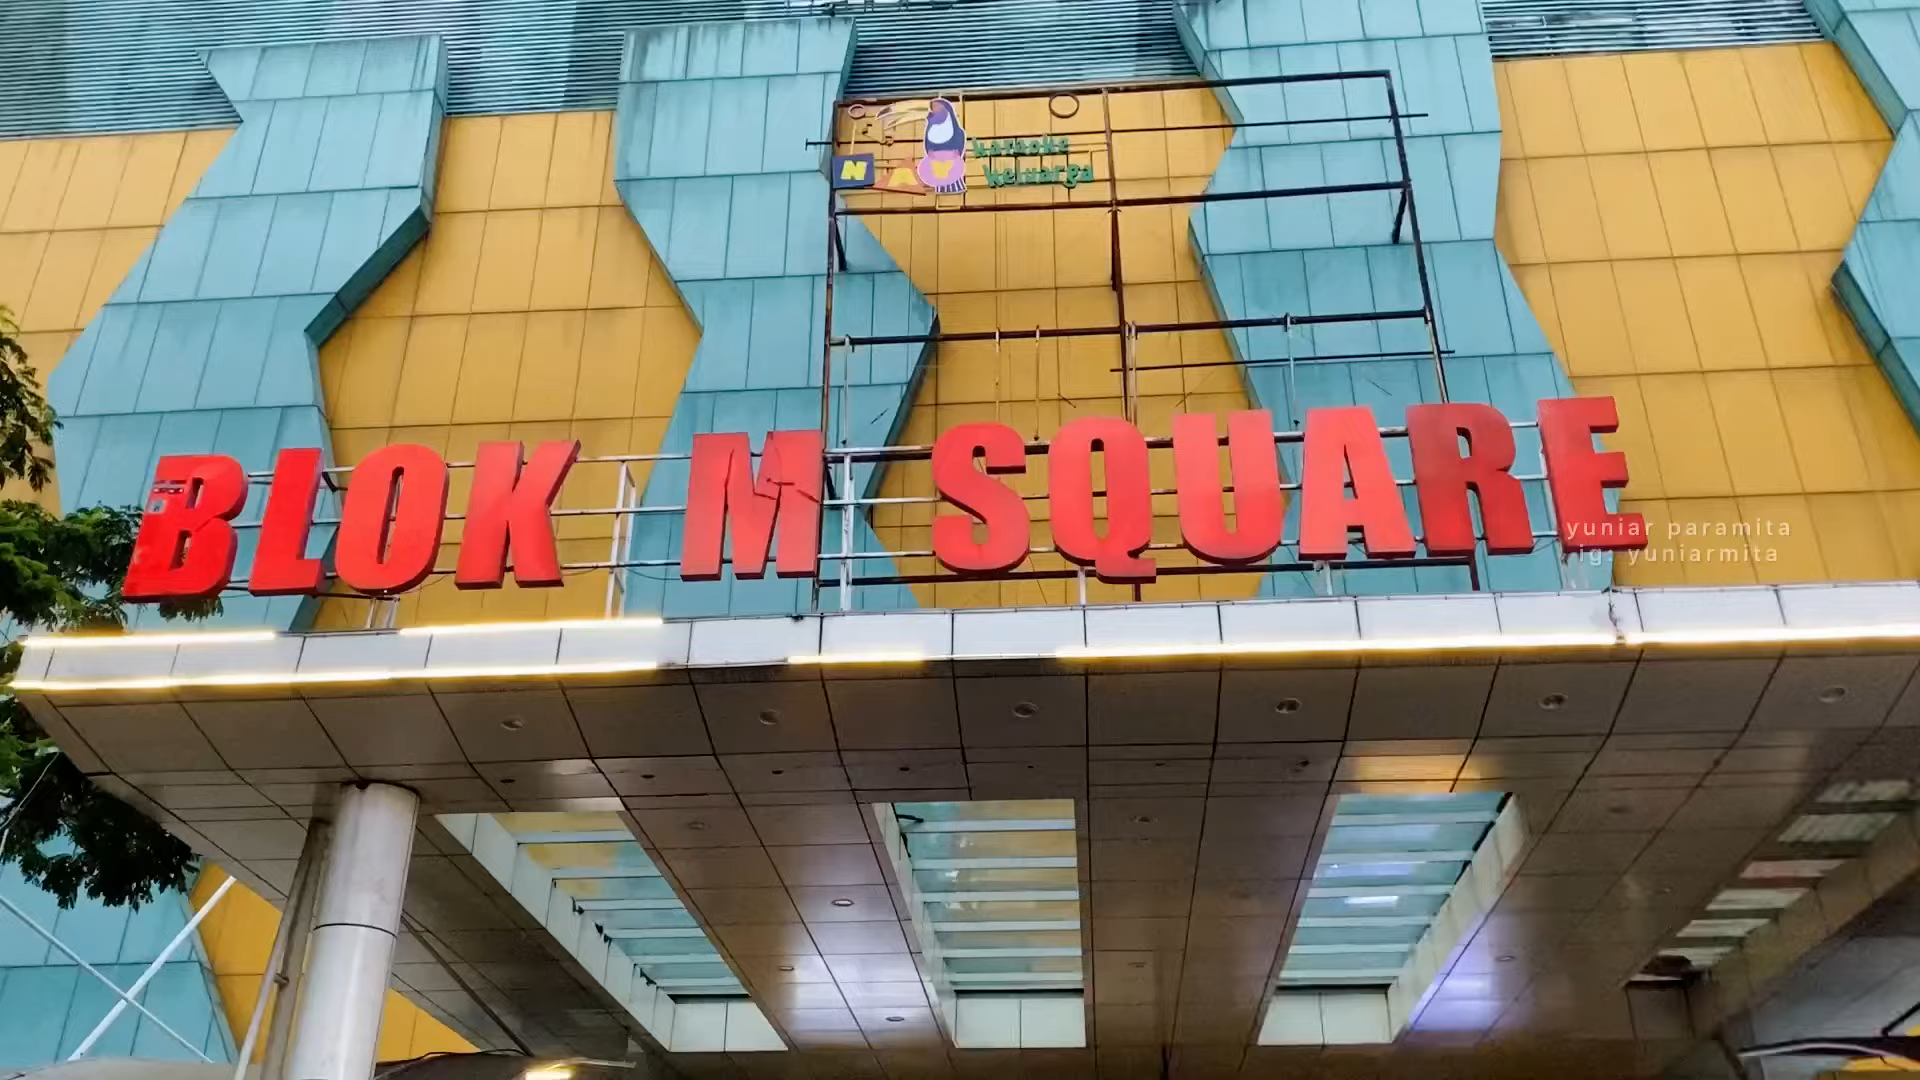 NAV karaoke
keluarga
BLOK M SQUARE
yuniar paramita
ig: yuniarmita